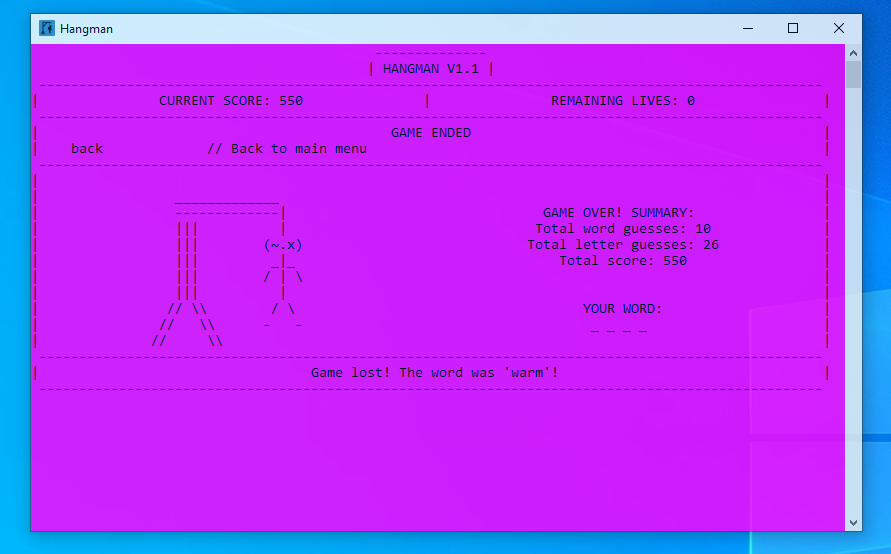 Hangman
| HANGMAN V1.1 |
CURRENT SCORE: 550 | REMAINING LIVES: 0
GAME ENDED
back // Back to main menu
GAME OVER! SUMMARY:
Total word guesses: 10
(~.x) Total letter guesses: 26
Total score: 550
YOUR WORD:
_ _ _ _
Game lost! The word was 'warm'!